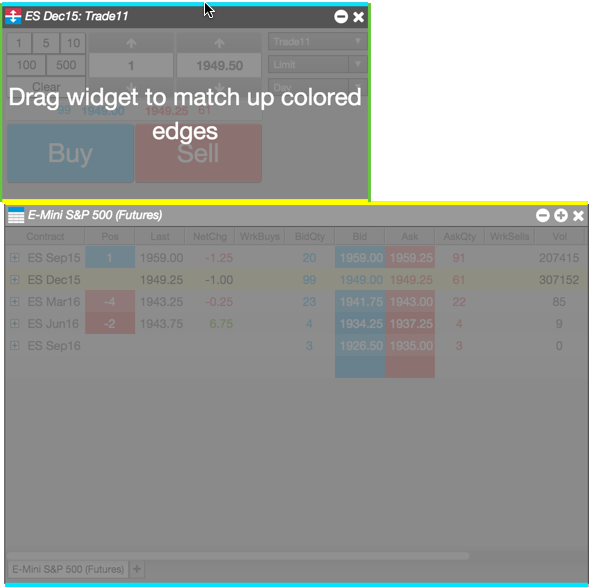 ES Dec15: Trade11
1 5 10 1 1949.50 Trade11
100 500 Limit
Clear Day
Drag widget to match up colored
edges
99 1949.00 1949.25 61
Buy Sell
E-Mini S&P 500 (Futures)
Contract Pos Last NetChg WrkBuys BidQty Bid Ask AskQty WrkSells Vol
ES Sep15 1 1959.00 -1.25 20 1959.00 1959.25 91 207415
ES Dec15 1949.25 -1.00 99 1949.00 1949.25 61 307152
ES Mar16 -4 1943.25 -0.25 23 1941.75 1943.00 22 85
ES Jun16 -2 1943.75 6.75 4 1934.25 1937.25 4 9
ES Sep16 3 1926.50 1935.00 3 0
E-Mini S&P 500 (Futures) +